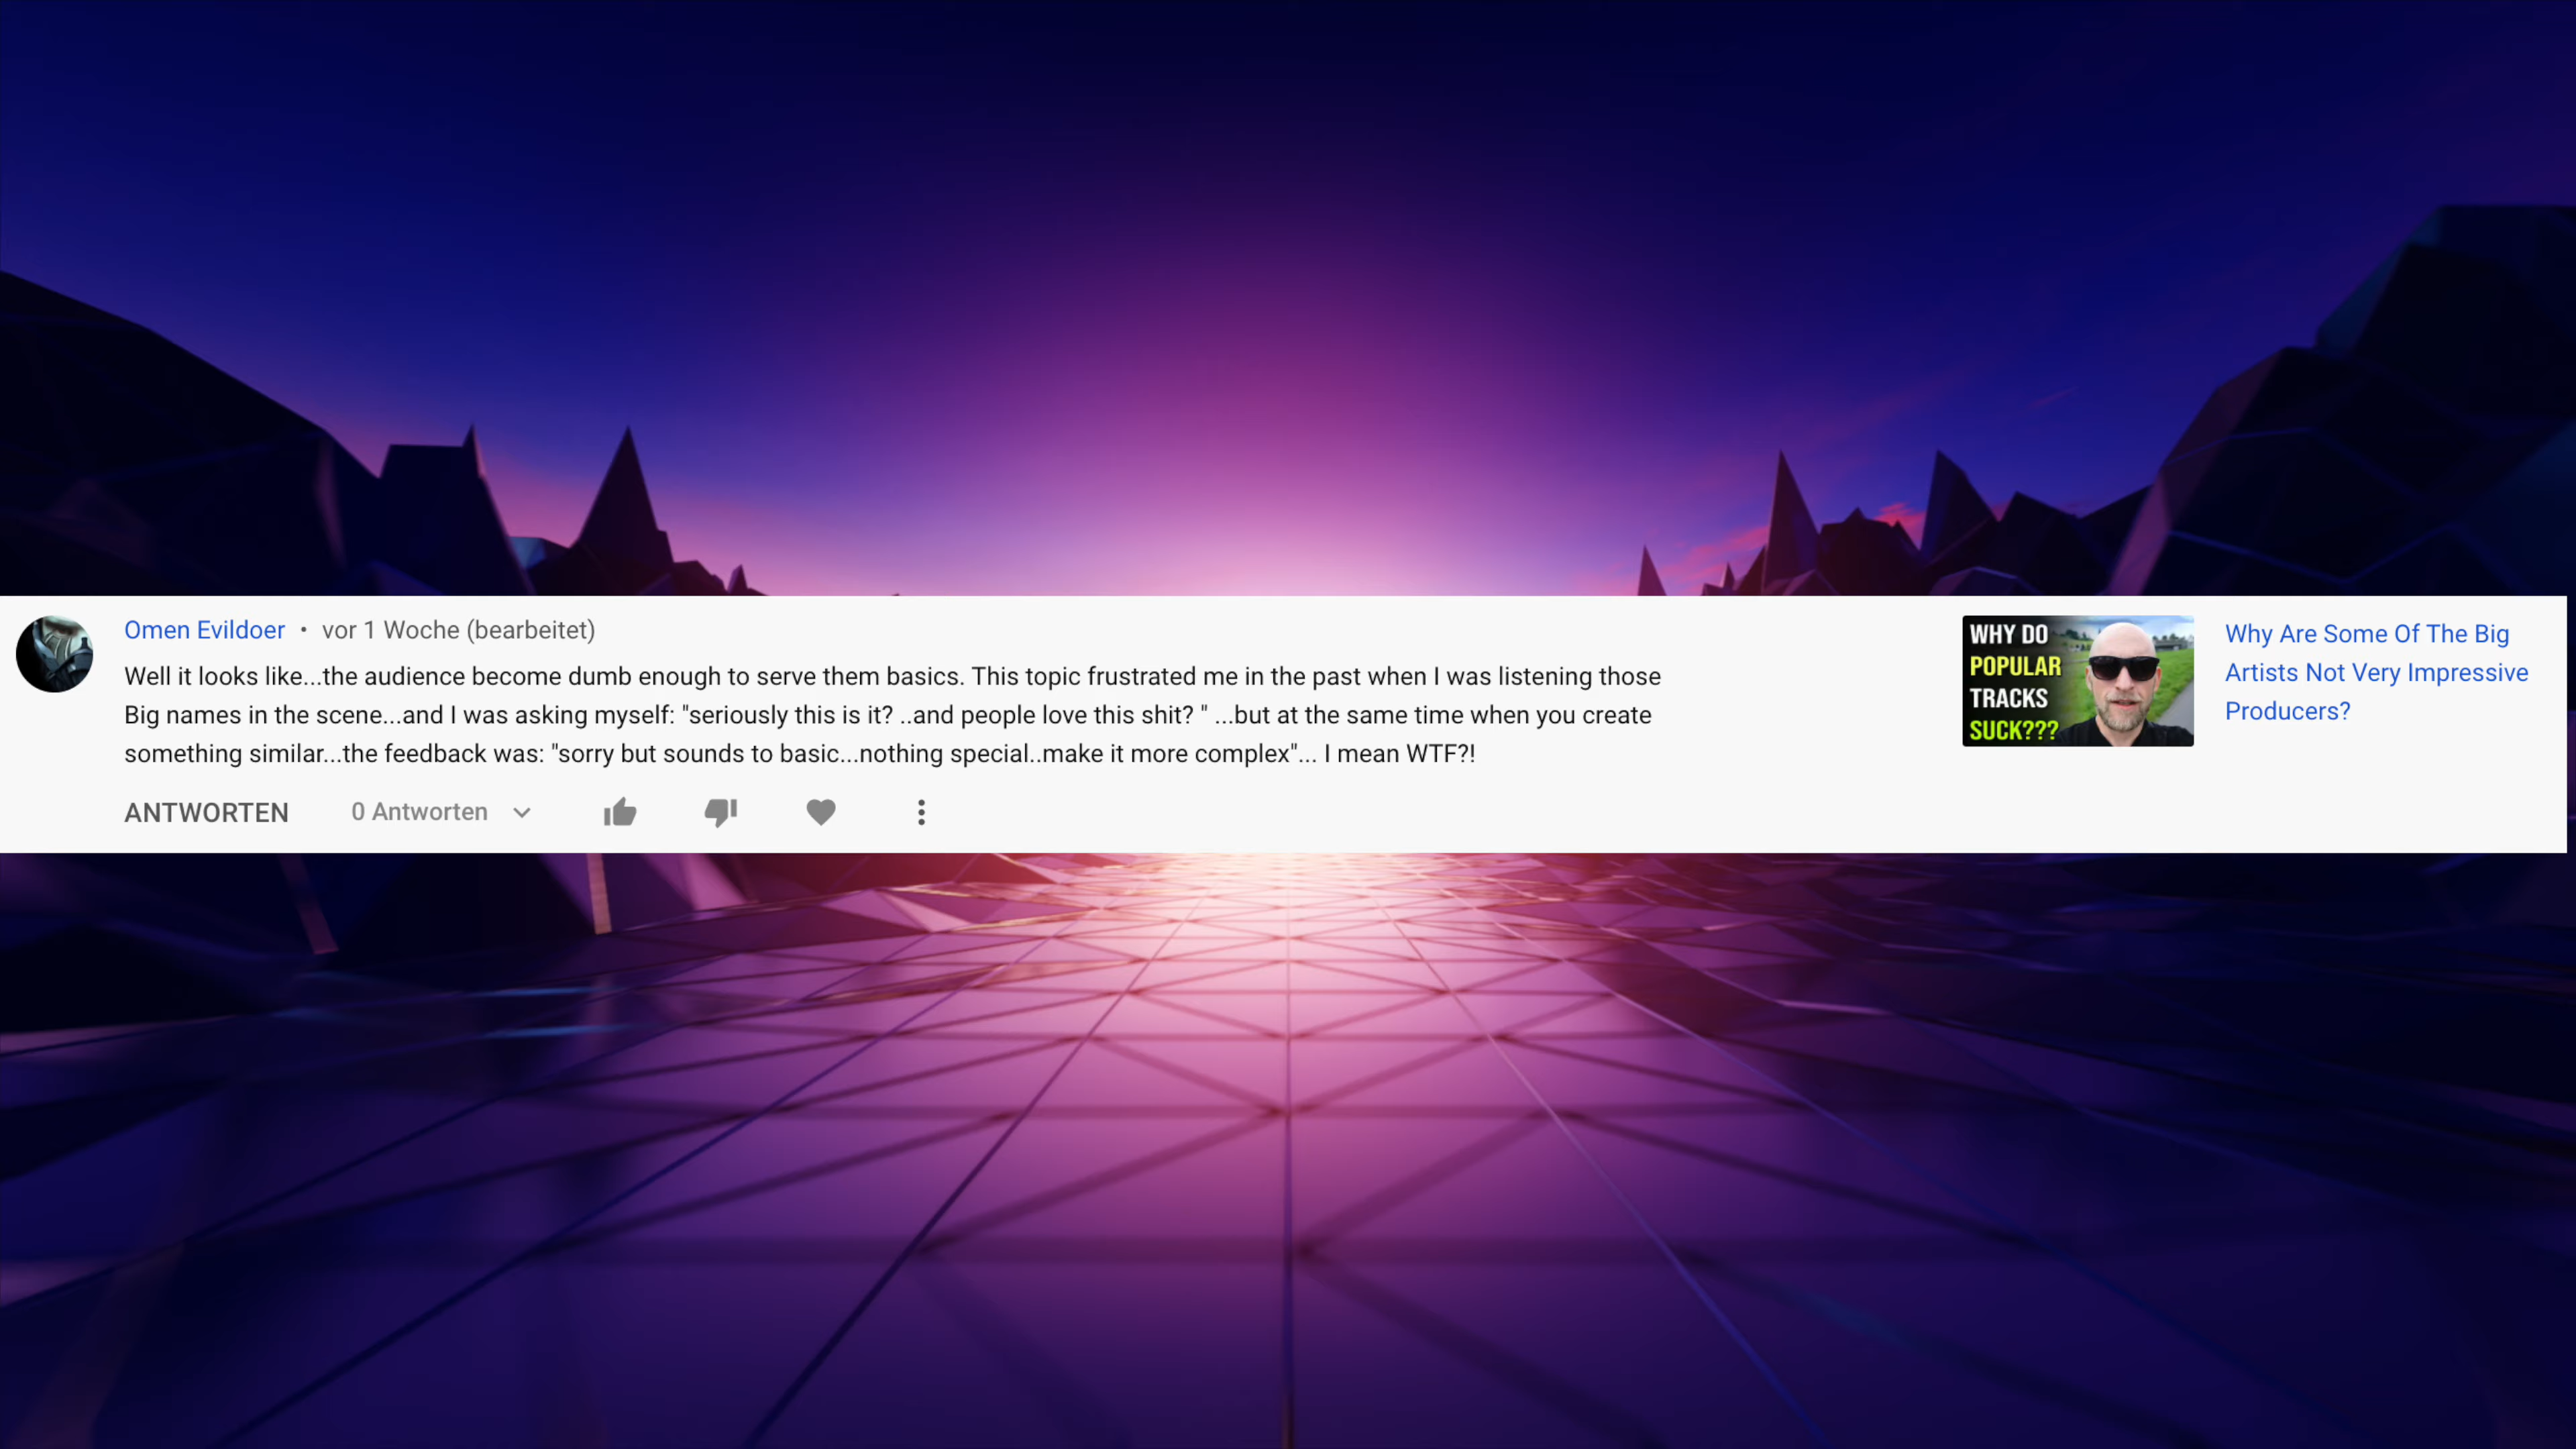 Omen Evildoer • vor 1 Woche (bearbeitet)
Well it looks like...the audience become dumb enough to serve them basics. This topic frustrated me in the past when I was listening those
Big names in the scene...and I was asking myself: "seriously this is it? ..and people love this shit? " ...but at the same time when you create
something similar...the feedback was: "sorry but sounds to basic...nothing special..make it more complex"... I mean WTF?!
ANTWORTEN 0 Antworten
WHY DO
POPULAR
TRACKS
SUCK???
Why Are Some Of The Big
Artists Not Very Impressive
Producers?